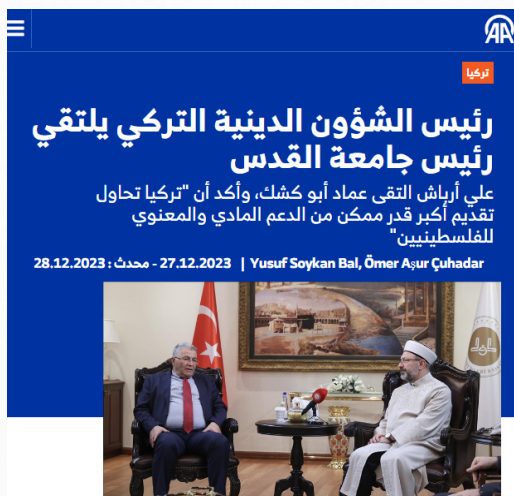 AA
تركيا
رئيس الشؤون الدينية التركي يلتقي
رئيس جامعة القدس
علي أرباش التقى عماد أبو كشك، وأكد أن "تركيا تحاول
تقديم أكبر قدر ممكن من الدعم المادي والمعنوي
للفلسطينيين"
Yusuf Soykan Bal, Ömer Aşur Çuhadar | 27.12.2023 - محدث : 28.12.2023